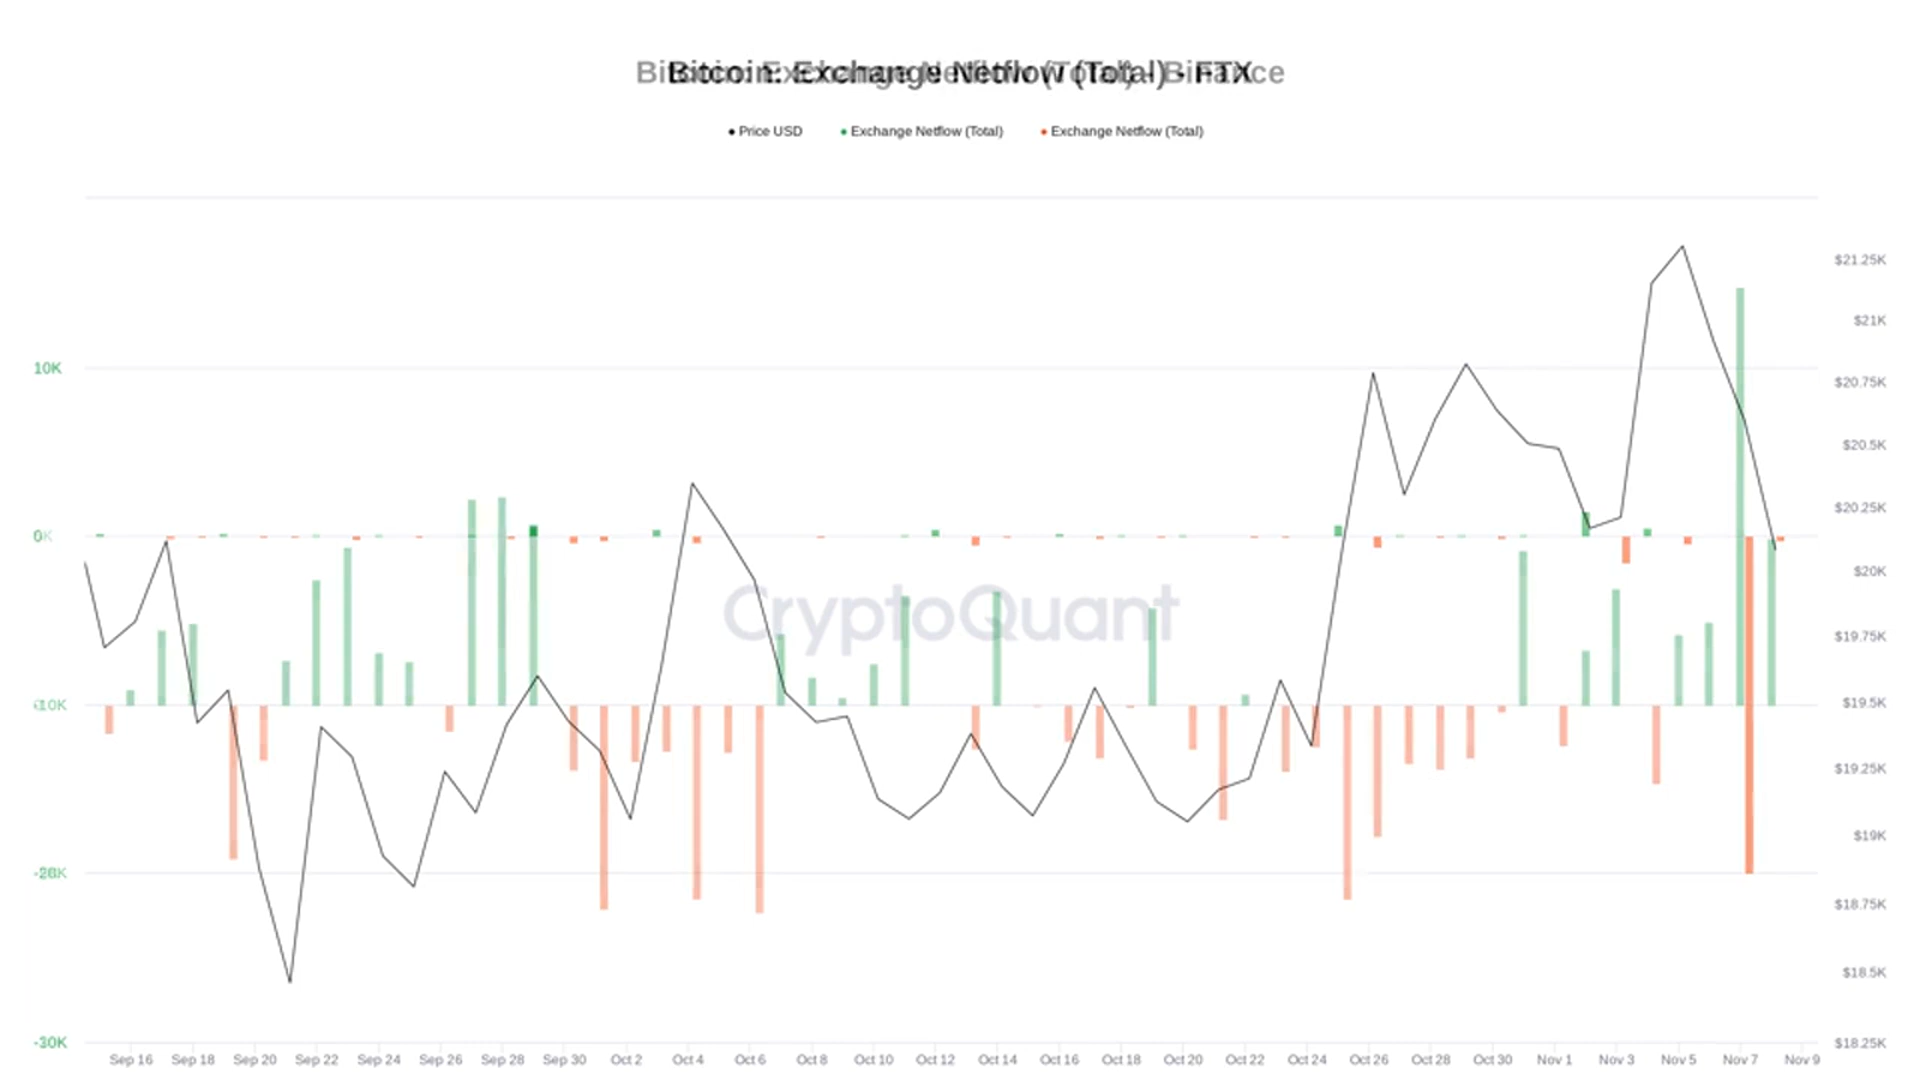 Bitcoin: Exchange Netflow (Total) - FTX
Bitcoin: Exchange Netflow (Total) - Binance
Price USD Exchange Netflow (Total) Exchange Netflow (Total)
$21.25K
$21K
10K
$20.75K
$20.5K
$20.25K
0K
$20K
CryptoQuant
$19.75K
$19.5K
$19.25K
$19K
$18.75K
$18.5K
-30K
$18.25K
Sep 16 Sep 18 Sep 20 Sep 22 Sep 24 Sep 26 Sep 28 Sep 30 Oct 2 Oct 4 Oct 6 Oct 8 Oct 10 Oct 12 Oct 14 Oct 16 Oct 18 Oct 20 Oct 22 Oct 24 Oct 26 Oct 28 Oct 30 Nov 1 Nov 3 Nov 5 Nov 7 Nov 9